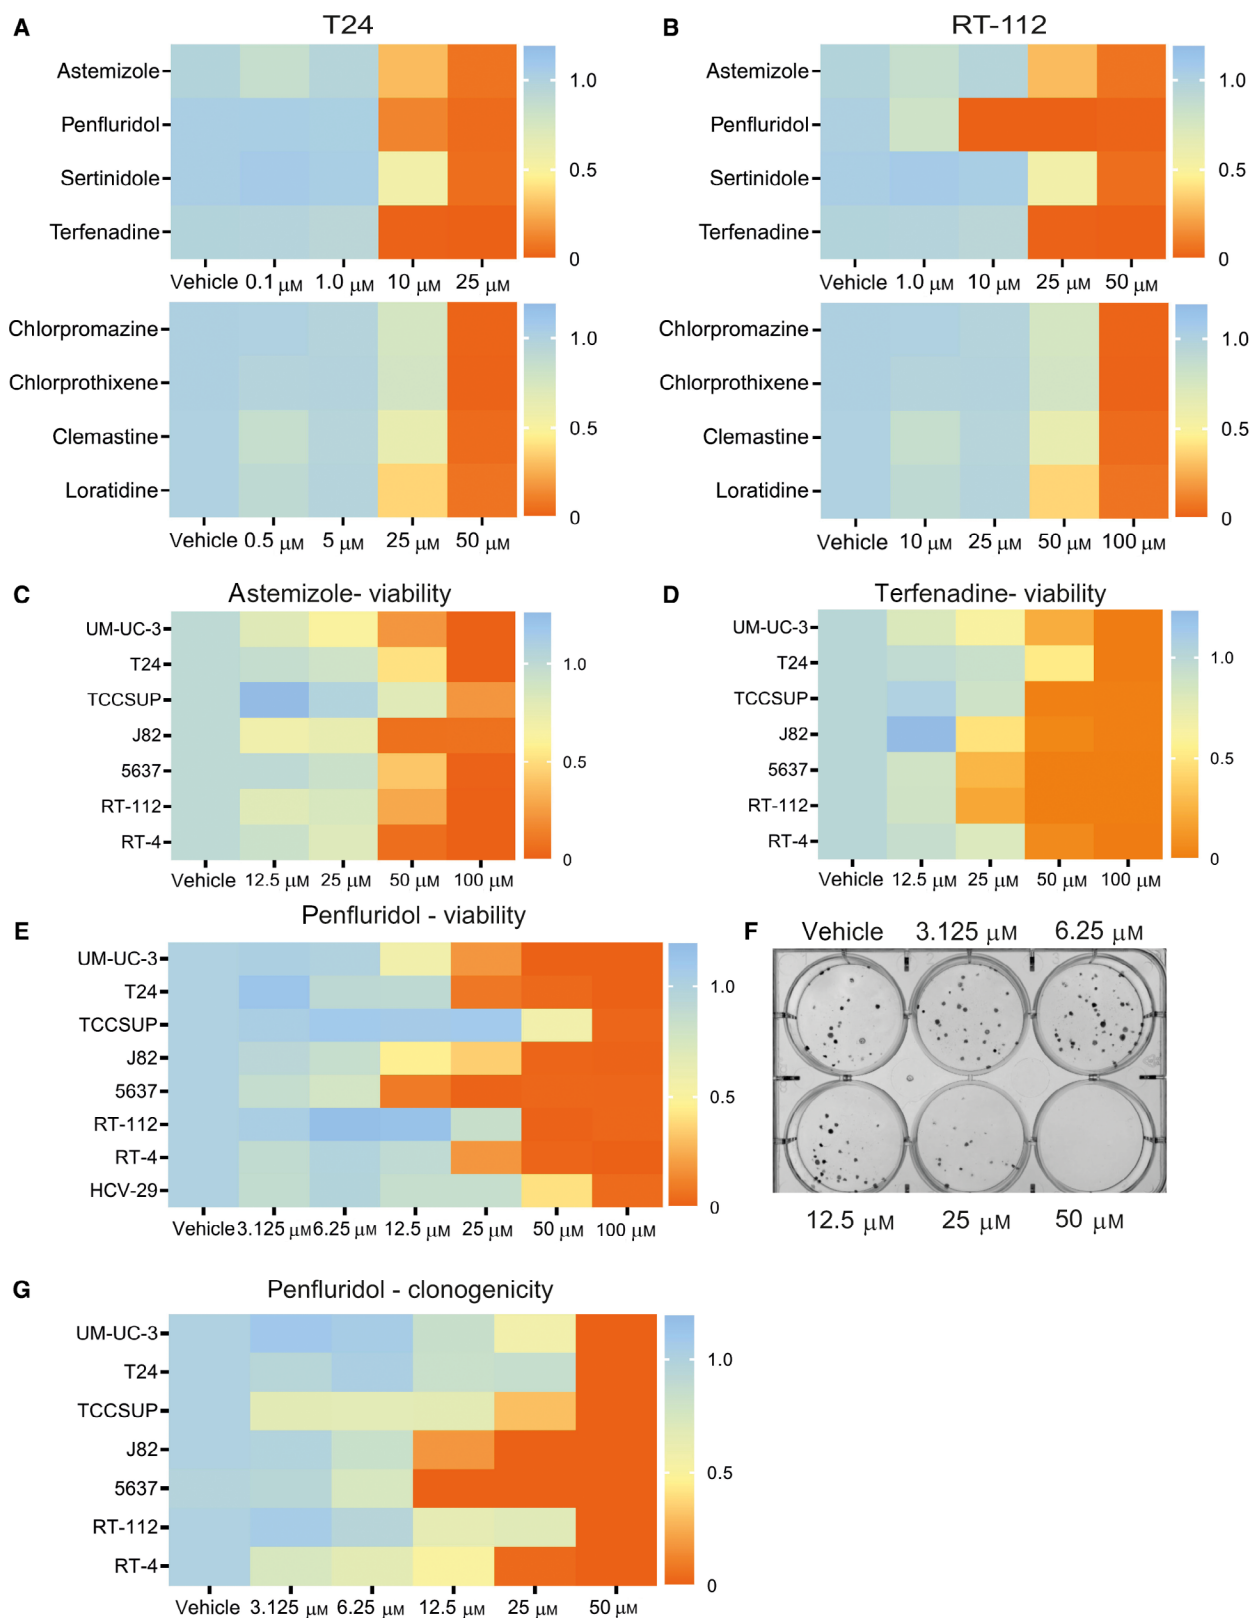 A
T24
Astemizole
Penfluridol
Sertinidole
Terfenadine
1.0
0.5
0
Vehicle 0.1 μM 1.0 μM 10 μM 25 μM
Chlorpromazine
Chlorprothixene
Clemastine
Loratidine
1.0
0.5
0
Vehicle 0.5 μM 5 μM 25 μM 50 μM
B
RT-112
Astemizole
Penfluridol
Sertinidole
Terfenadine
1.0
0.5
0
Vehicle 1.0 μM 10 μM 25 μM 50 μM
Chlorpromazine
Chlorprothixene
Clemastine
Loratidine
1.0
0.5
0
Vehicle 10 μM 25 μM 50 μM 100 μM
C
Astemizole- viability
UM-UC-3
T24
TCCSUP
J82
5637
RT-112
RT-4
1.0
0.5
0
Vehicle 12.5 μM 25 μM 50 μM 100 μM
D
Terfenadine- viability
UM-UC-3
T24
TCCSUP
J82
5637
RT-112
RT-4
1.0
0.5
0
Vehicle 12.5 μM 25 μM 50 μM 100 μM
E
Penfluridol - viability
UM-UC-3
T24
TCCSUP
J82
5637
RT-112
RT-4
HCV-29
1.0
0.5
0
Vehicle 3.125 μM 6.25 μM 12.5 μM 25 μM 50 μM 100 μM
F
Vehicle 3.125 μM 6.25 μM
12.5 μM 25 μM 50 μM
G
Penfluridol - clonogenicity
UM-UC-3
T24
TCCSUP
J82
5637
RT-112
RT-4
1.0
0.5
0
Vehicle 3.125 μM 6.25 μM 12.5 μM 25 μM 50 μM